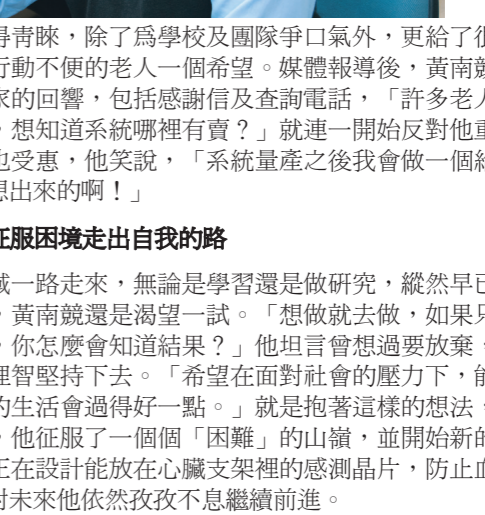 得青睞，除了為學校及團隊爭口氣外，更給了很
行動不便的老人一個希望。媒體報導後，黃南競
家的回響，包括感謝信及查詢電話，「許多老人
，想知道系統哪裡有賣？」就連一開始反對他重
也受惠，他笑說，「系統量產之後我會做一個給
想出來的啊！」
征服困境走出自我的路
一路走來，無論是學習還是做研究，縱然早已
，黃南競還是渴望一試。「想做就去做，如果只
，你怎麼會知道結果？」他坦言曾想過要放棄，
理智堅持下去。「希望在面對社會的壓力下，能
的生活會過得好一點。」就是抱著這樣的想法，
，他征服了一個個「困難」的山嶺，並開始新的
正在設計能放在心臟支架裡的感測晶片，防止血
對未來他依然孜孜不息繼續前進。